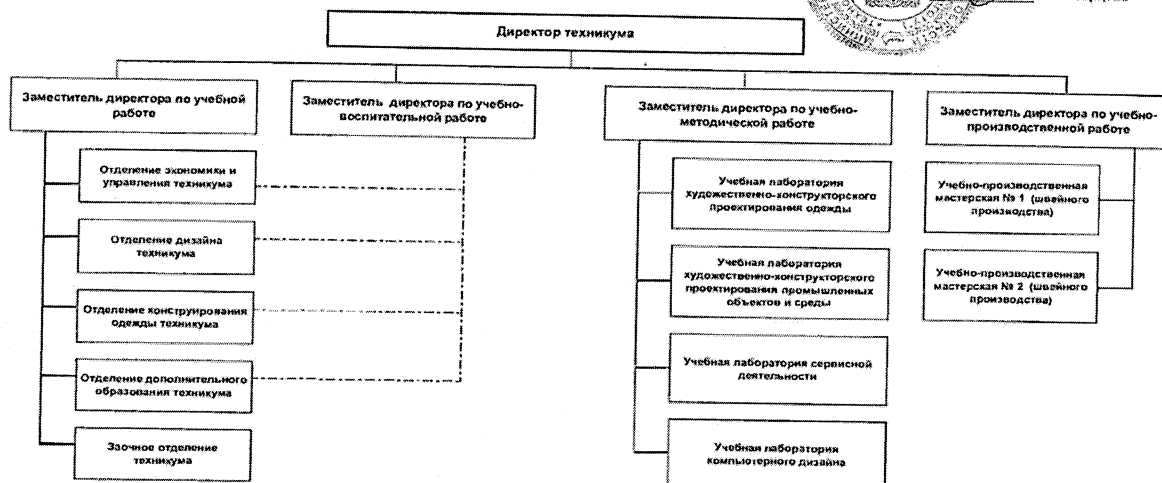 Директор техникума
Заместитель директора по учебной
работе
Заместитель директора по учебно-
воспитательной работе
Заместитель директора по учебно-
методической работе
Заместитель директора по учебно-
производственной работе
Отделение экономики и
управления техникума
Отделение дизайна
техникума
Отделение конструирования
одежды техникума
Отделение дополнительного
образования техникума
Заочное отделение
техникума
Учебная лаборатория
художественно-конструкторского
проектирования одежды
Учебная лаборатория
художественно-конструкторского
проектирования промышленных
объектов и среды
Учебная лаборатория сервисной
деятельности
Учебная лаборатория
компьютерного дизайна
Учебно-производственная
мастерская № 1 (швейного
производства)
Учебно-производственная
мастерская № 2 (швейного
производства)